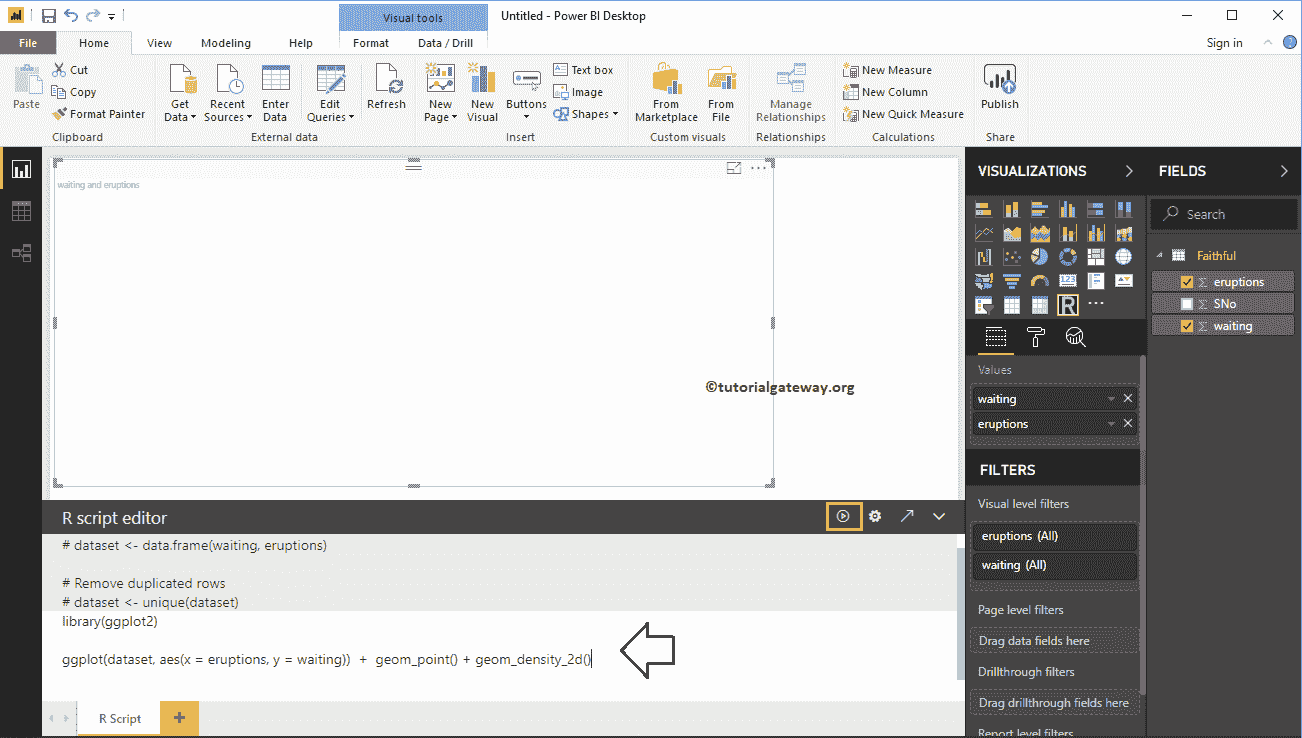 Visual tools
Untitled - Power BI Desktop
File
Home
View
Modeling
Help
Format
Data / Drill
Sign in
Paste
Cut
Copy
Format Painter
Clipboard
Get Data
Recent Sources
Enter Data
Edit Queries
Refresh
External data
New Page
New Visual
Buttons
Text box
Image
Shapes
Insert
From Marketplace
From File
Custom visuals
Manage Relationships
Relationships
New Measure
New Column
New Quick Measure
Calculations
Publish
Share
waiting and eruptions
©tutorialgateway.org
R script editor
# dataset <- data.frame(waiting, eruptions)
# Remove duplicated rows
# dataset <- unique(dataset)
library(ggplot2)
ggplot(dataset, aes(x = eruptions, y = waiting)) + geom_point() + geom_density_2d()
R Script
+
VISUALIZATIONS
123
R
Values
waiting
eruptions
FILTERS
Visual level filters
eruptions (All)
waiting (All)
Page level filters
Drag data fields here
Drillthrough filters
Drag drillthrough fields here
Report level filters
FIELDS
Search
Faithful
Σ eruptions
Σ SNo
Σ waiting